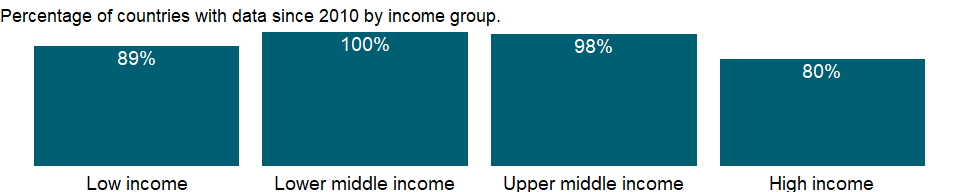 Percentage of countries with data since 2010 by income group.
89%
100%
98%
80%
Low income
Lower middle income
Upper middle income
High income